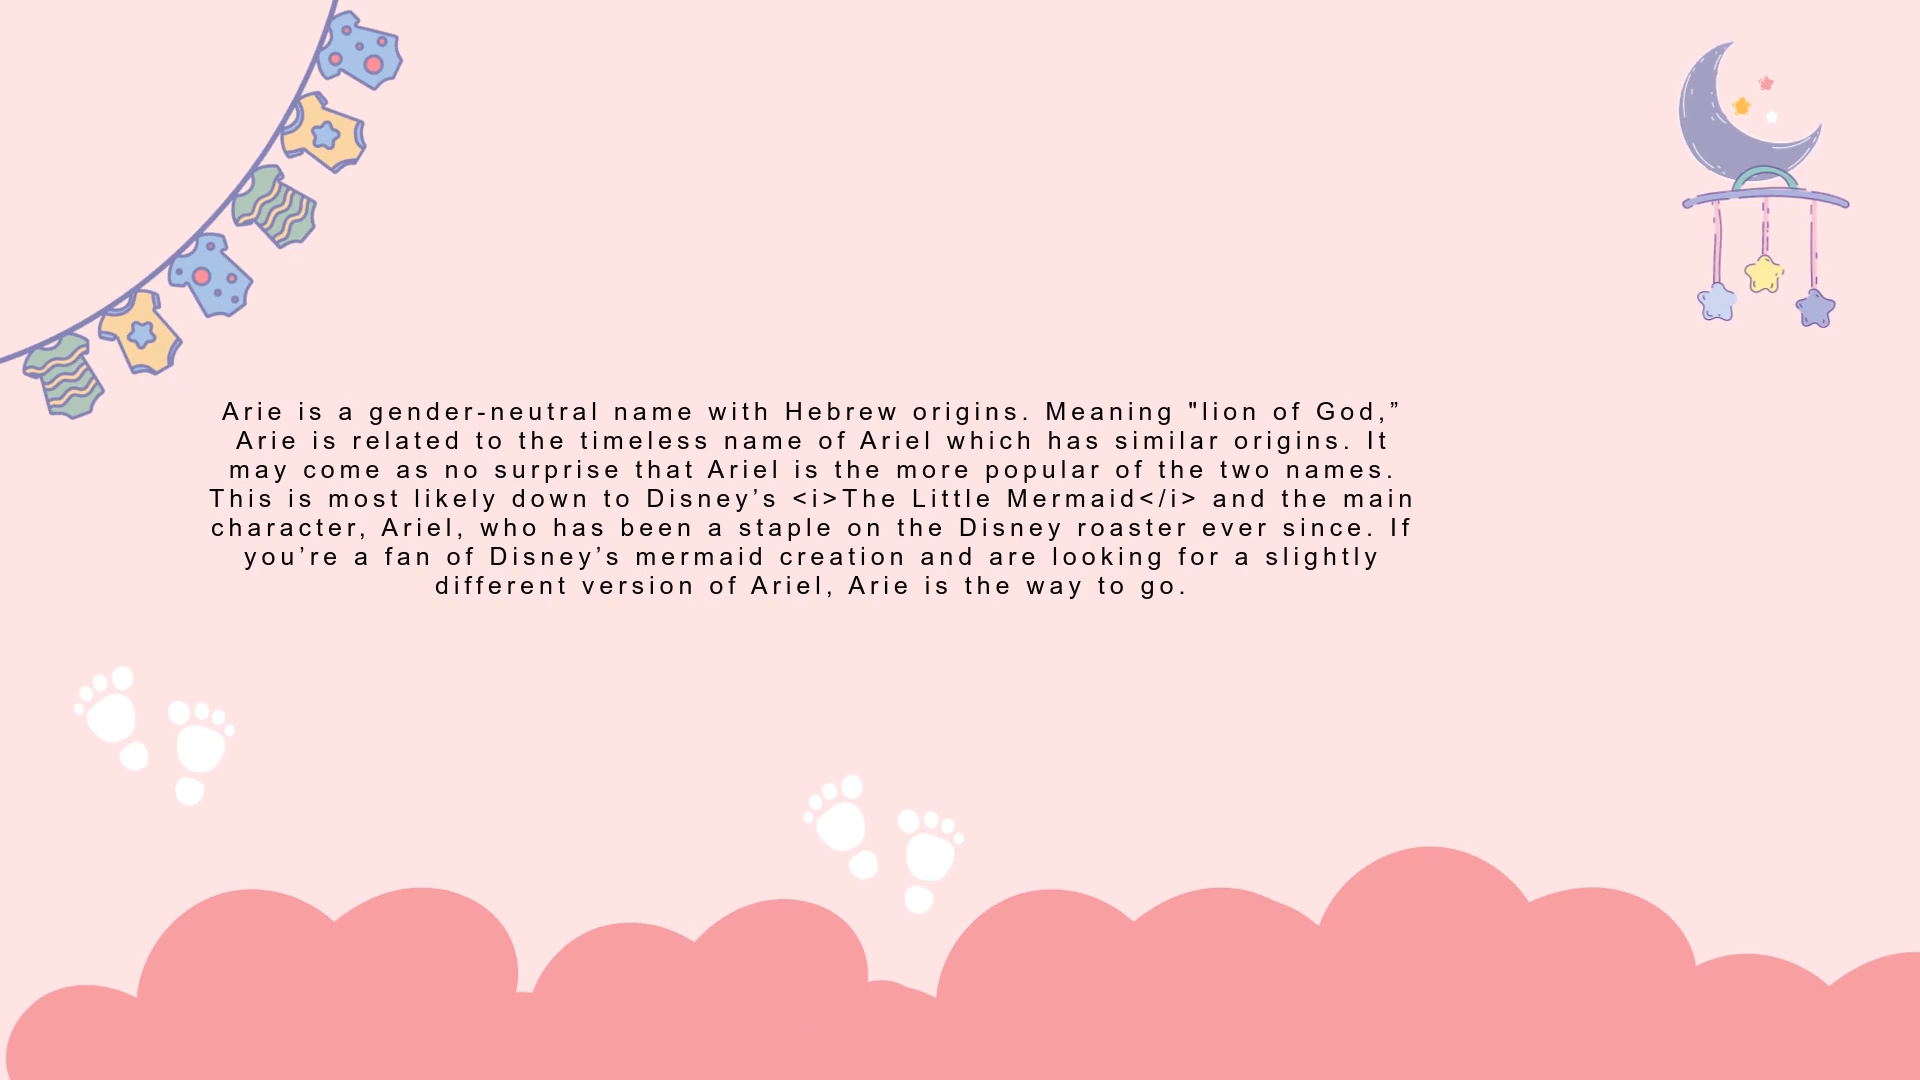 Arie is a gender-neutral name with Hebrew origins. Meaning "lion of God,”
Arie is related to the timeless name of Ariel which has similar origins. It
may come as no surprise that Ariel is the more popular of the two names.
This is most likely down to Disney’s <i>The Little Mermaid</i> and the main
character, Ariel, who has been a staple on the Disney roaster ever since. If
you’re a fan of Disney’s mermaid creation and are looking for a slightly
different version of Ariel, Arie is the way to go.